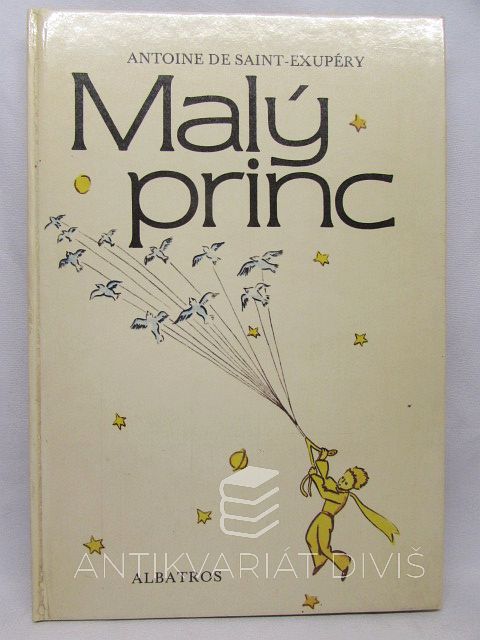 ANTOINE DE SAINT-EXUPÉRY
Malý
princ
ANTIKVARIÁT DIVIŠ
ALBATROS